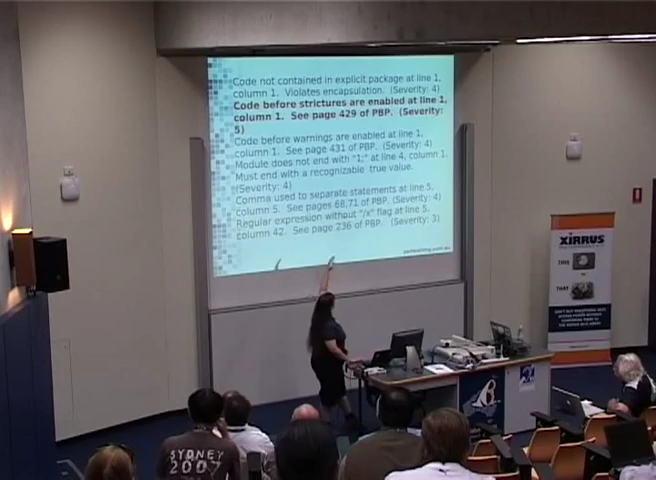 Code not contained in explicit package at line 1,
column 1. Violates encapsulation. (Severity: 4)
Code before strictures are enabled at line 1,
column 1. See page 429 of PBP. (Severity:
5)
Code before warnings are enabled at line 1,
column 1. See page 431 of PBP. (Severity: 4)
Module does not end with "1;" at line 4, column 1.
Must end with a recognizable true value.
(Severity: 4)
Comma used to separate statements at line 5,
column 5. See pages 68,71 of PBP. (Severity: 4)
Regular expression without "/x" flag at line 5,
column 42. See page 236 of PBP. (Severity: 3)
XIRRUS
THIS
THAT
SYDNEY
2007